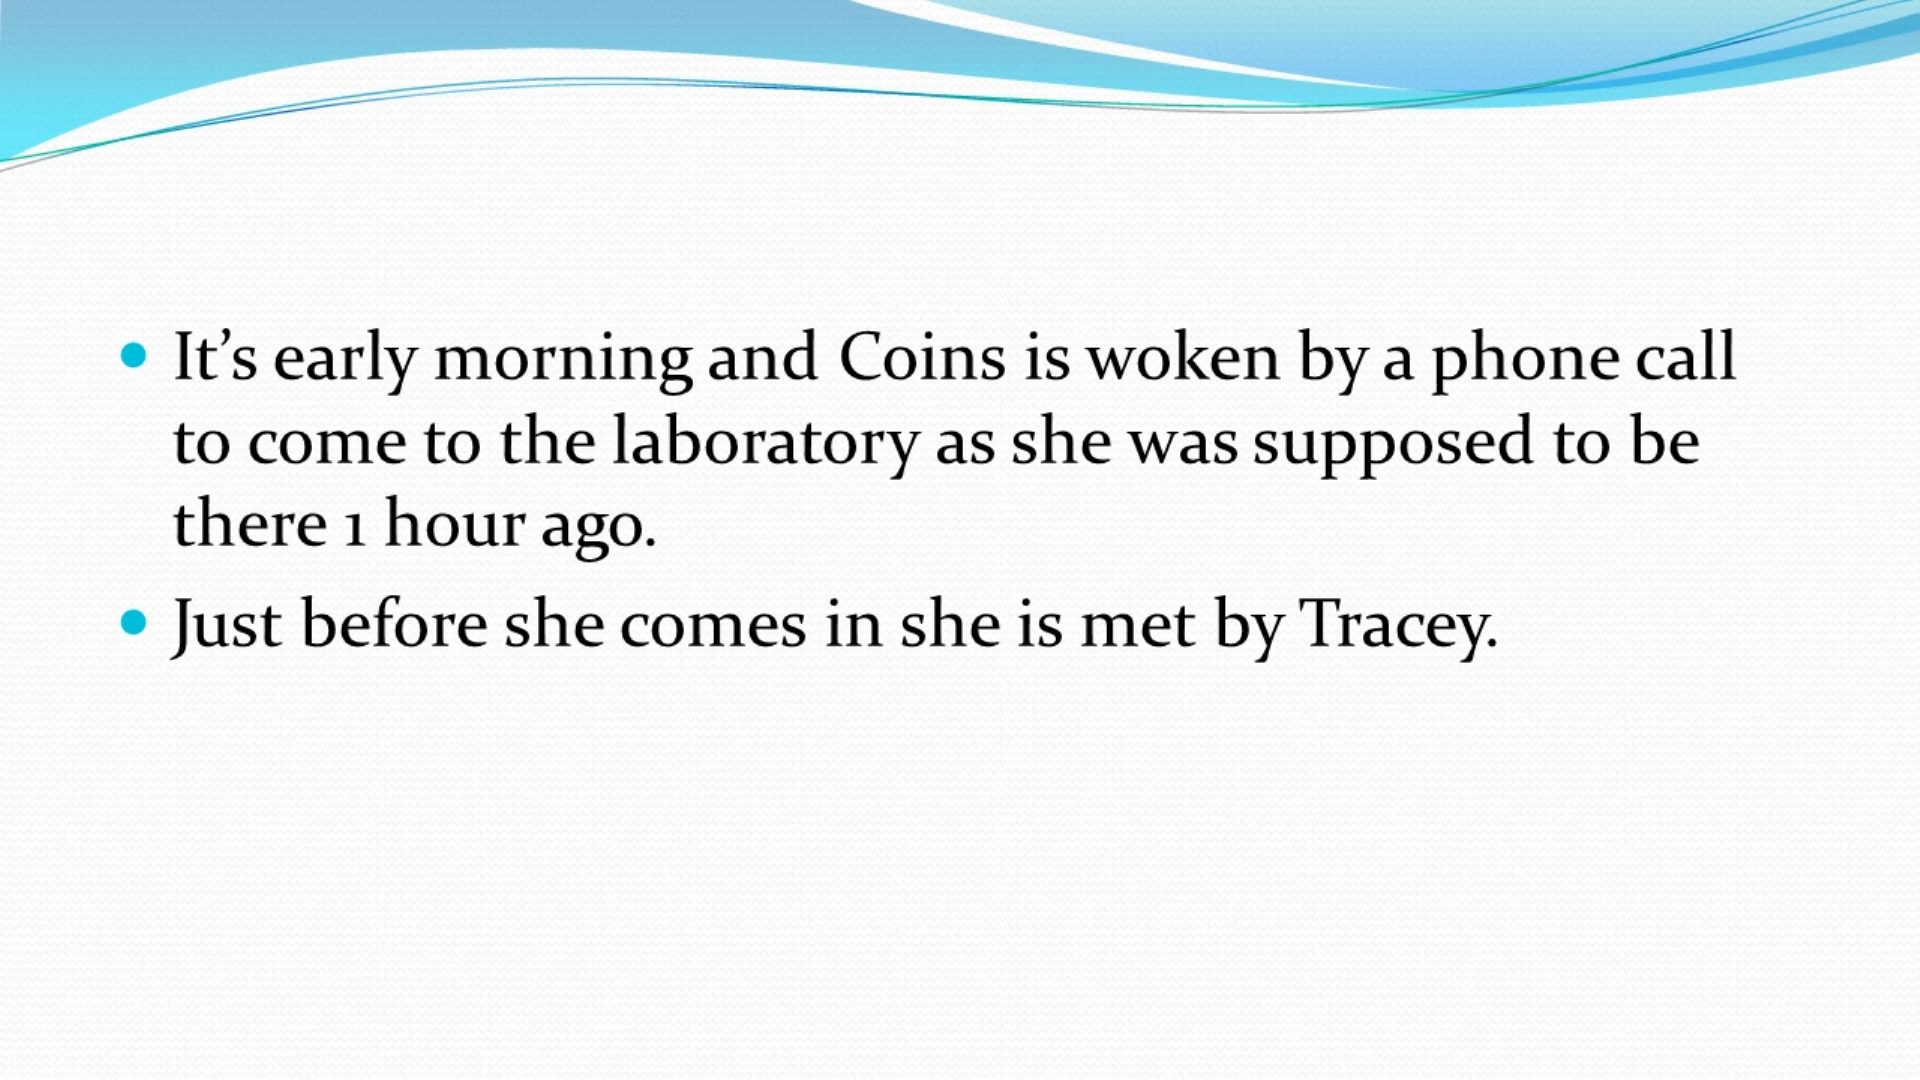 • It’s early morning and Coins is woken by a phone call
to come to the laboratory as she was supposed to be
there 1 hour ago.
• Just before she comes in she is met by Tracey.